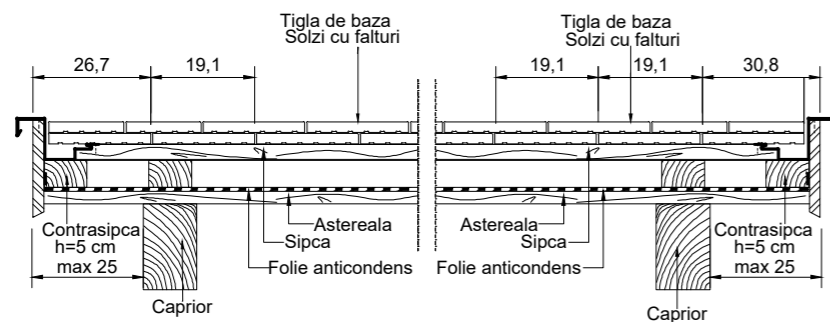 Tigla de baza
Solzi cu falturi
Tigla de baza
Solzi cu falturi
26,7
19,1
19,1
19,1
30,8
Contrasipca
h=5 cm
max 25
Astereala
Sipca
Folie anticondens
Caprior
Astereala
Sipca
Folie anticondens
Contrasipca
h=5 cm
max 25
Caprior